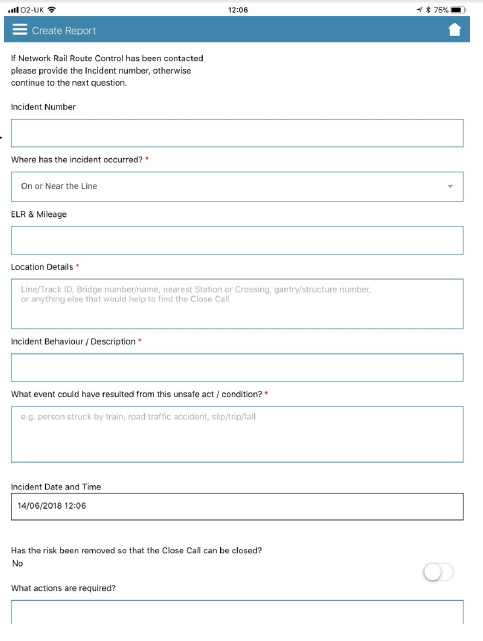 O2-UK
12:06
75%
Create Report
If Network Rail Route Control has been contacted
please provide the Incident number, otherwise
continue to the next question.
Incident Number
Where has the incident occurred? *
On or Near the Line
ELR & Mileage
Location Details *
Line/Track ID, Bridge number/name, nearest Station or Crossing, gantry/structure number,
or anything else that would help to find the Close Call
Incident Behaviour / Description *
What event could have resulted from this unsafe act / condition? *
e.g. person struck by train, road traffic accident, slip/trip/fall
Incident Date and Time
14/06/2018 12:06
Has the risk been removed so that the Close Call can be closed?
No
What actions are required?